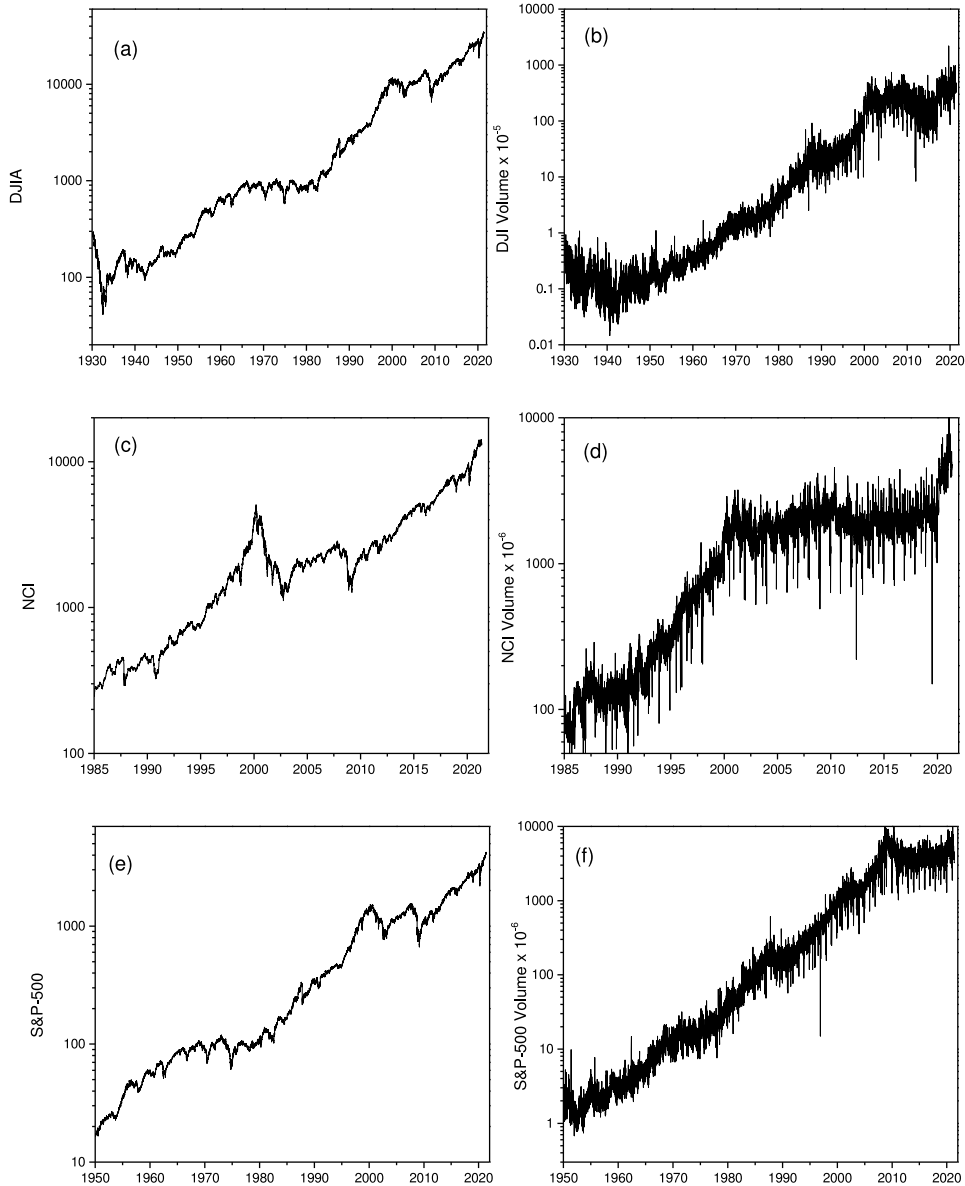 (a)
DJIA
10000
1000
100
1930 1940 1950 1960 1970 1980 1990 2000 2010 2020
(b)
DJI Volume x 10^-5
10000
1000
100
10
1
0.1
0.01
1930 1940 1950 1960 1970 1980 1990 2000 2010 2020
(c)
NCI
10000
1000
100
1985 1990 1995 2000 2005 2010 2015 2020
(d)
NCI Volume x 10^-6
10000
1000
100
1985 1990 1995 2000 2005 2010 2015 2020
(e)
S&P-500
1000
100
10
1950 1960 1970 1980 1990 2000 2010 2020
(f)
S&P-500 Volume x 10^-6
10000
1000
100
10
1
1950 1960 1970 1980 1990 2000 2010 2020